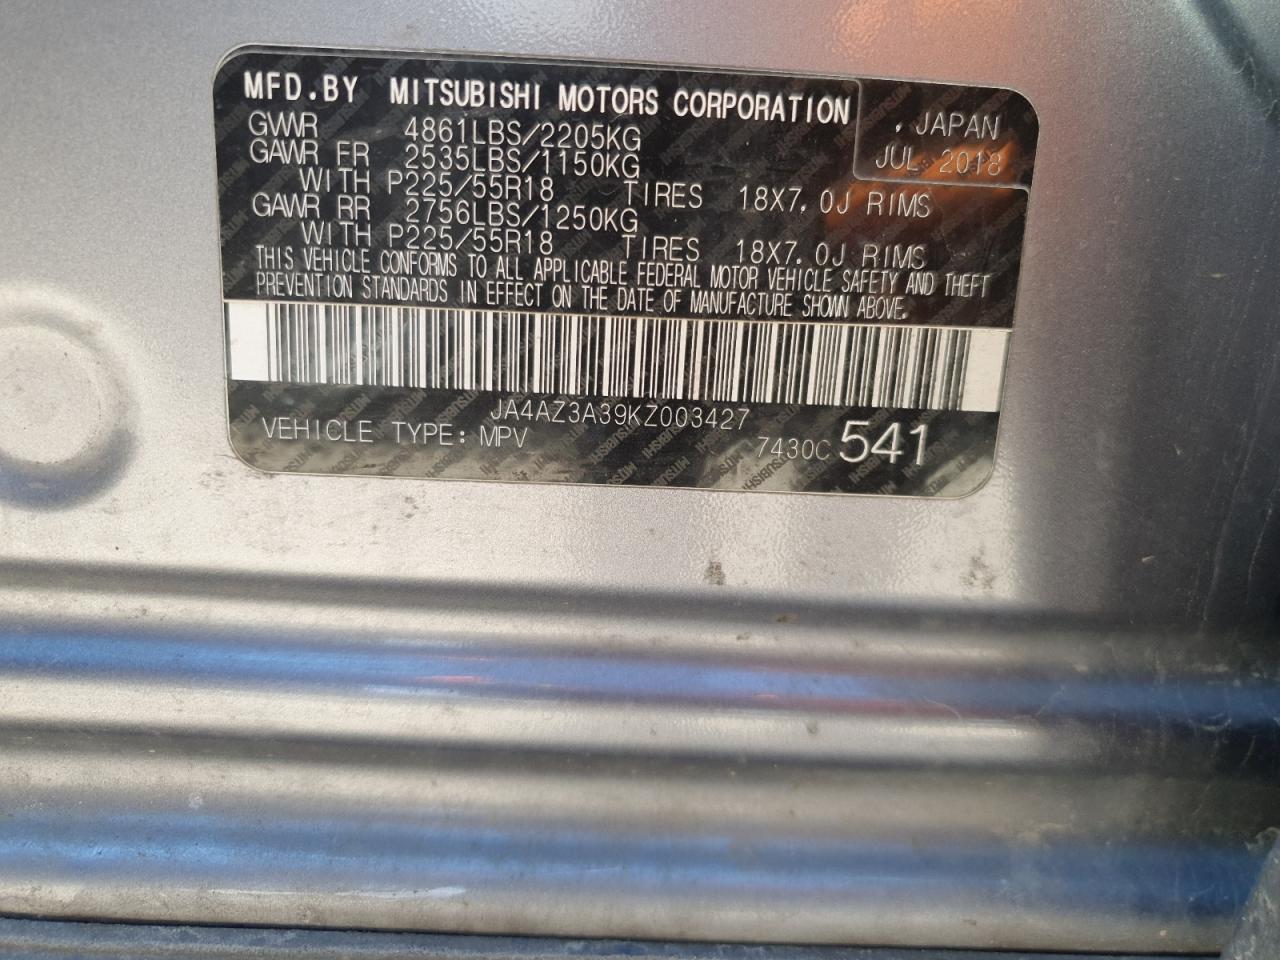 MFD.BY MITSUBISHI MOTORS CORPORATION
, JAPAN
JUL 2018
GVWR 4861LBS/2205KG
GAWR FR 2535LBS/1150KG
WITH P225/55R18 TIRES 18X7.0J RIMS
GAWR RR 2756LBS/1250KG
WITH P225/55R18 TIRES 18X7.0J RIMS
THIS VEHICLE CONFORMS TO ALL APPLICABLE FEDERAL MOTOR VEHICLE SAFETY AND THEFT
PREVENTION STANDARDS IN EFFECT ON THE DATE OF MANUFACTURE SHOWN ABOVE.
JA4AZ3A39KZ003427
VEHICLE TYPE: MPV 7430C 541